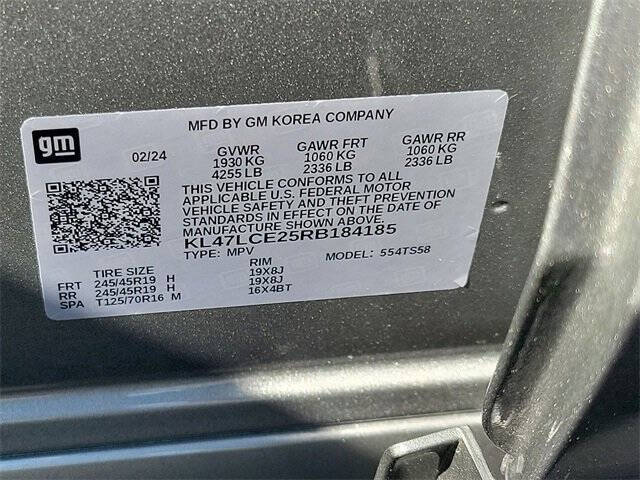 gm
MFD BY GM KOREA COMPANY
02/24
GVWR GAWR FRT GAWR RR
1930 KG 1060 KG 1060 KG
4255 LB 2336 LB 2336 LB
THIS VEHICLE CONFORMS TO ALL
APPLICABLE U.S. FEDERAL MOTOR
VEHICLE SAFETY AND THEFT PREVENTION
STANDARDS IN EFFECT ON THE DATE OF
MANUFACTURE SHOWN ABOVE.
KL47LCE25RB184185
TYPE: MPV MODEL: 554TS58
TIRE SIZE RIM
FRT 245/45R19 H 19X8J
RR 245/45R19 H 19X8J
SPA T125/70R16 M 16X4BT